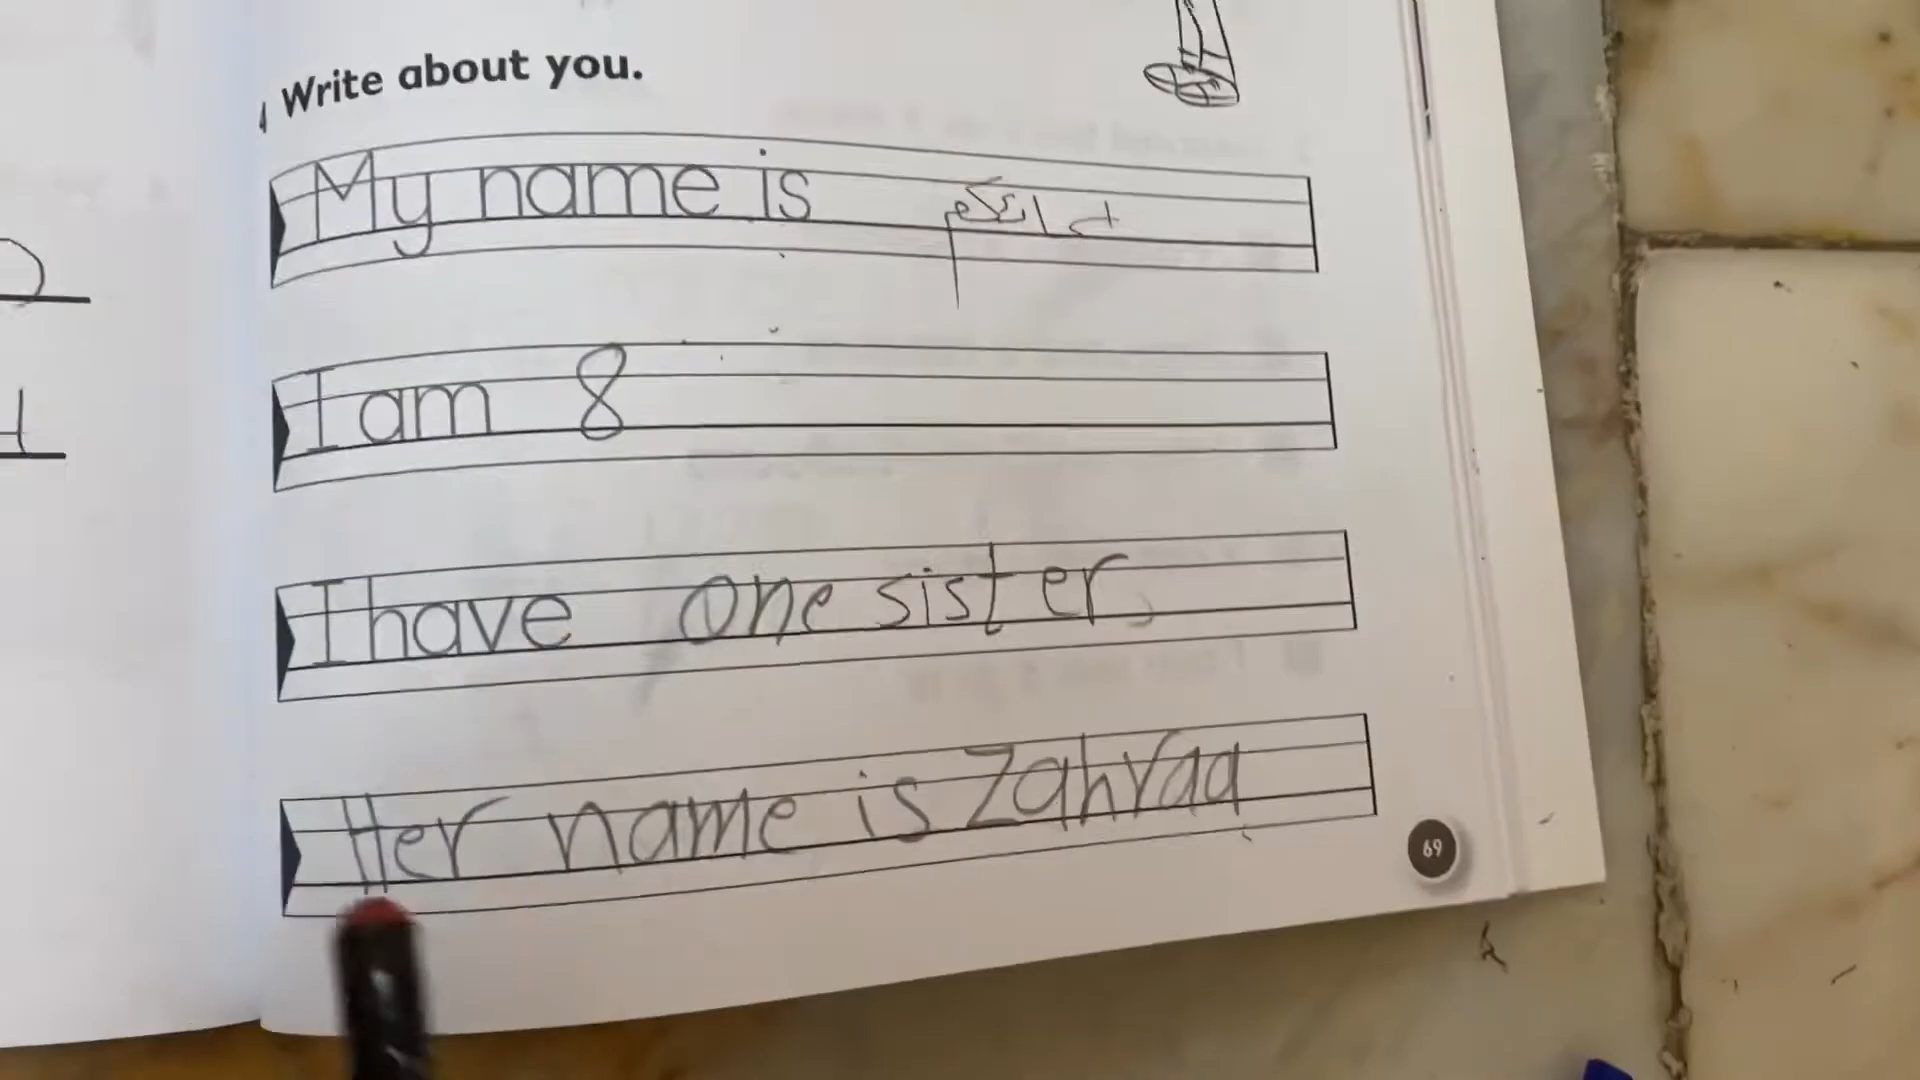 Write about you.
My name is
I am 8
I have one sister.
Her name is Zahraa
69